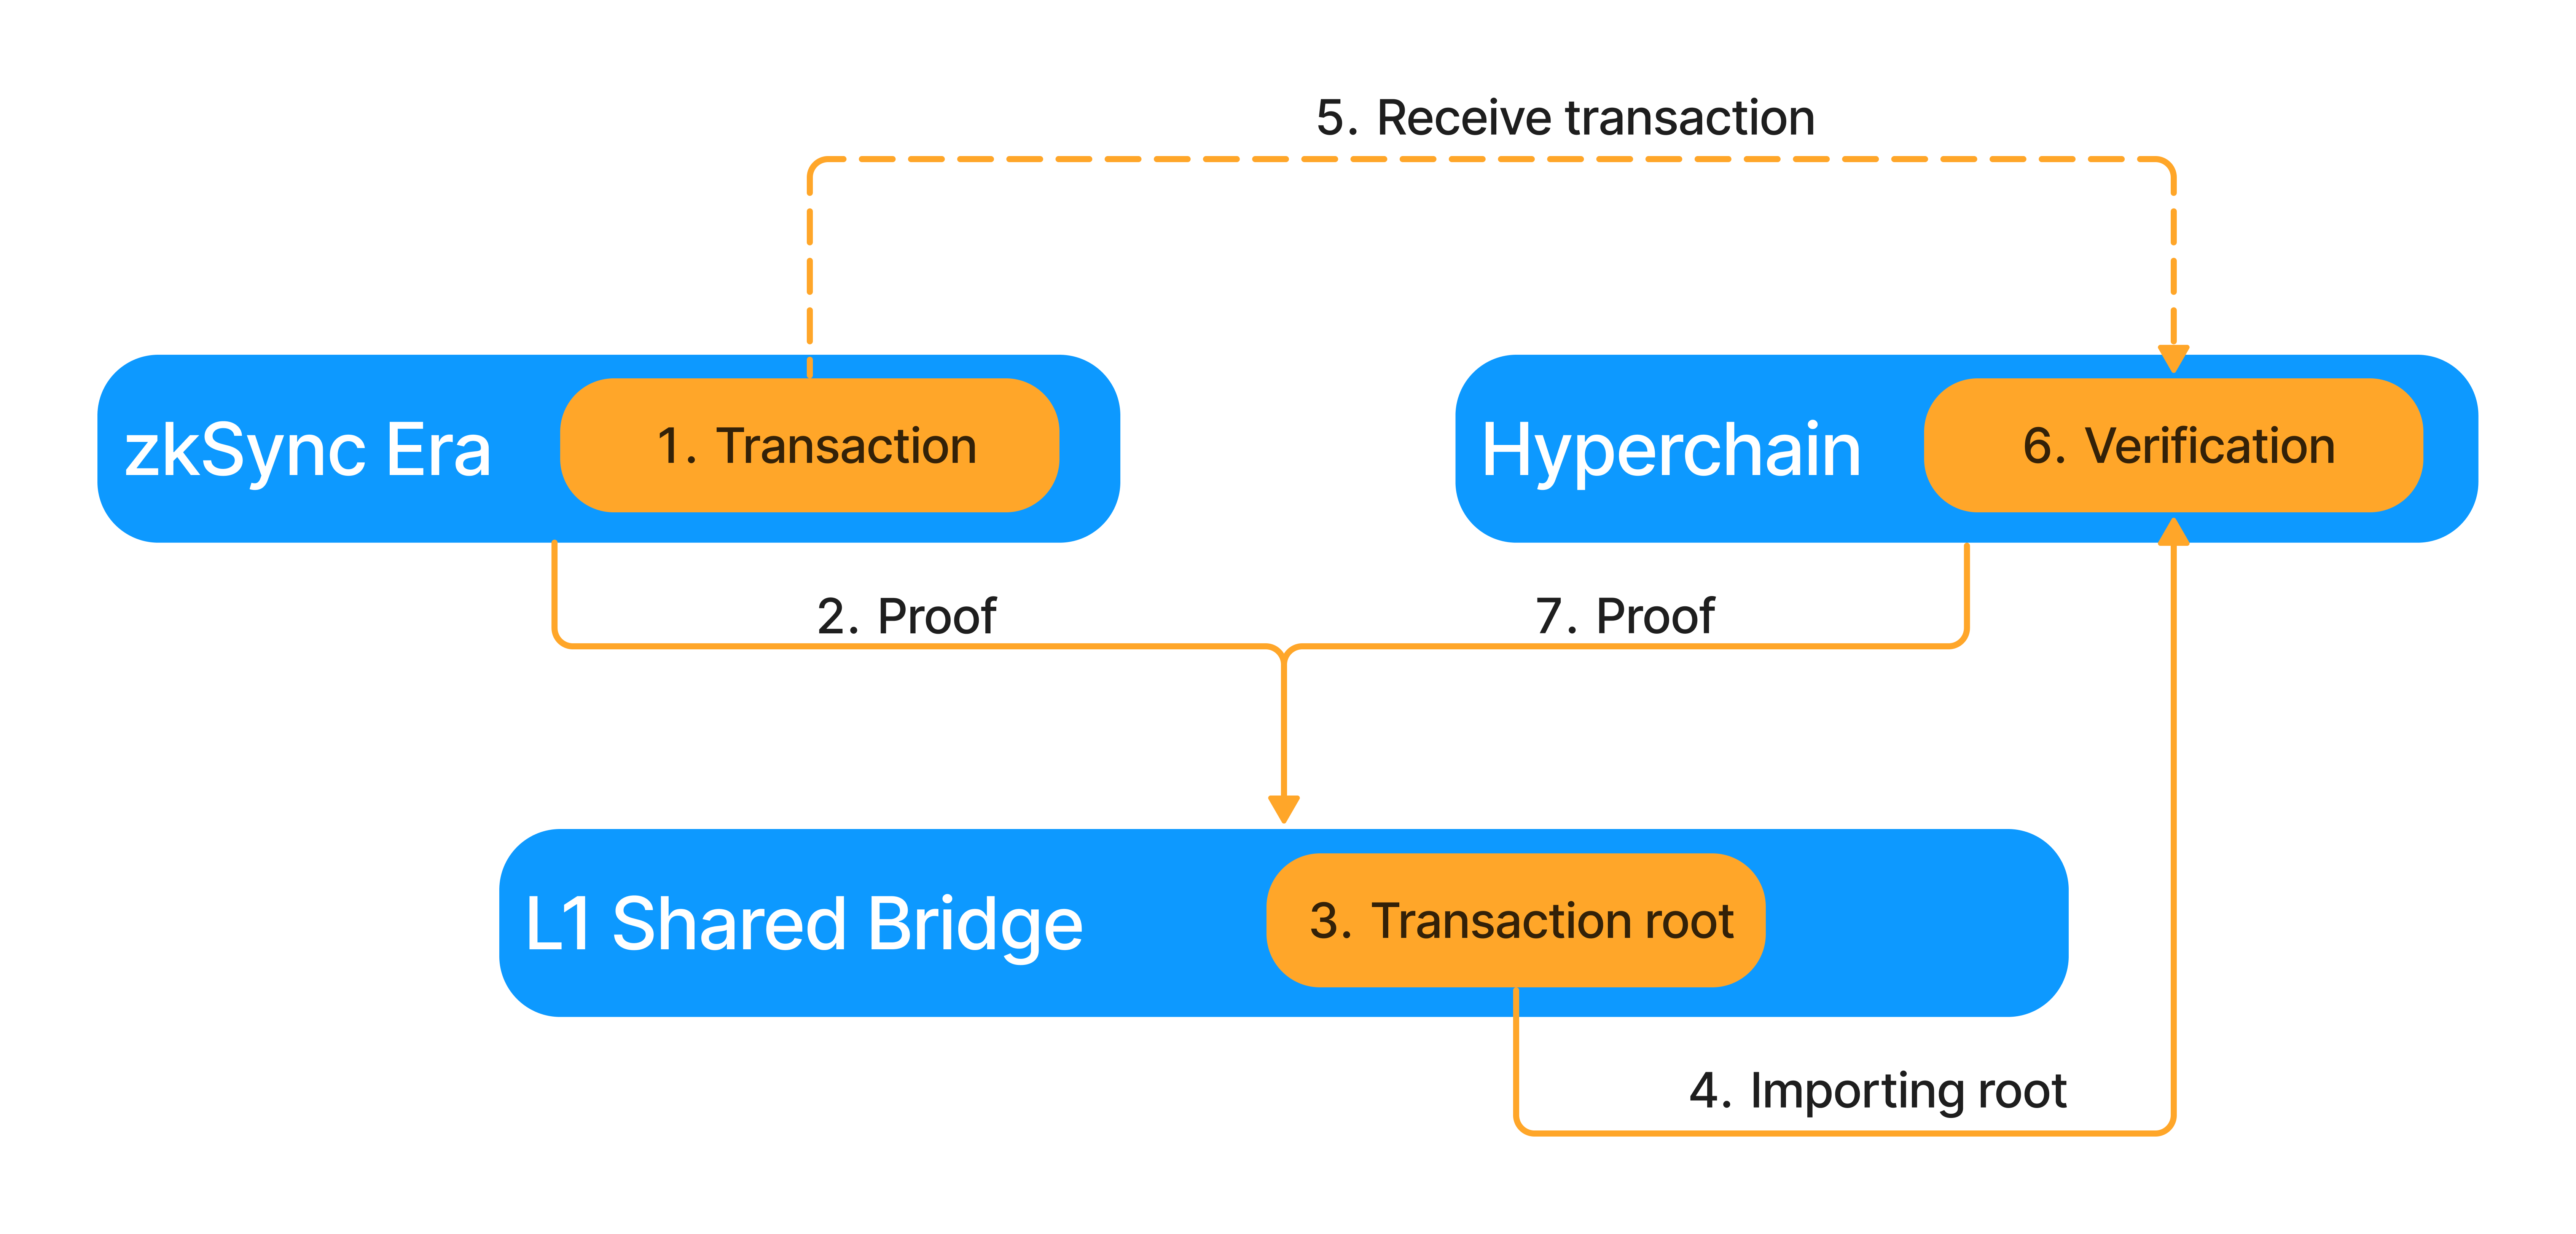 5. Receive transaction
zkSync Era
1. Transaction
Hyperchain
6. Verification
2. Proof
7. Proof
L1 Shared Bridge
3. Transaction root
4. Importing root